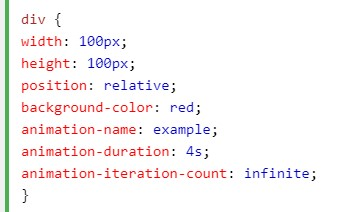 div {
width: 100px;
height: 100px;
position: relative;
background-color: red;
animation-name: example;
animation-duration: 4s;
animation-iteration-count: infinite;
}